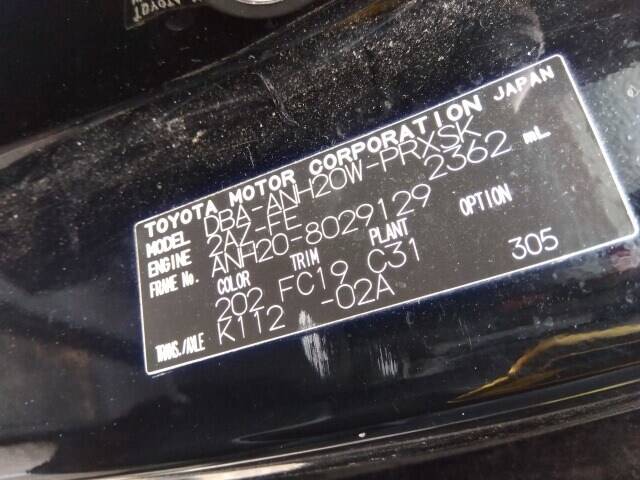 TOYOTA MOTOR CORPORATION JAPAN
MODEL DBA-ANH20W-PRXSK
ENGINE 2AZ-FE 2362 mL
FRAME No. ANH20-8029129
COLOR TRIM PLANT OPTION
202 FC19 C31 305
TRANS./AXLE K112 -02A